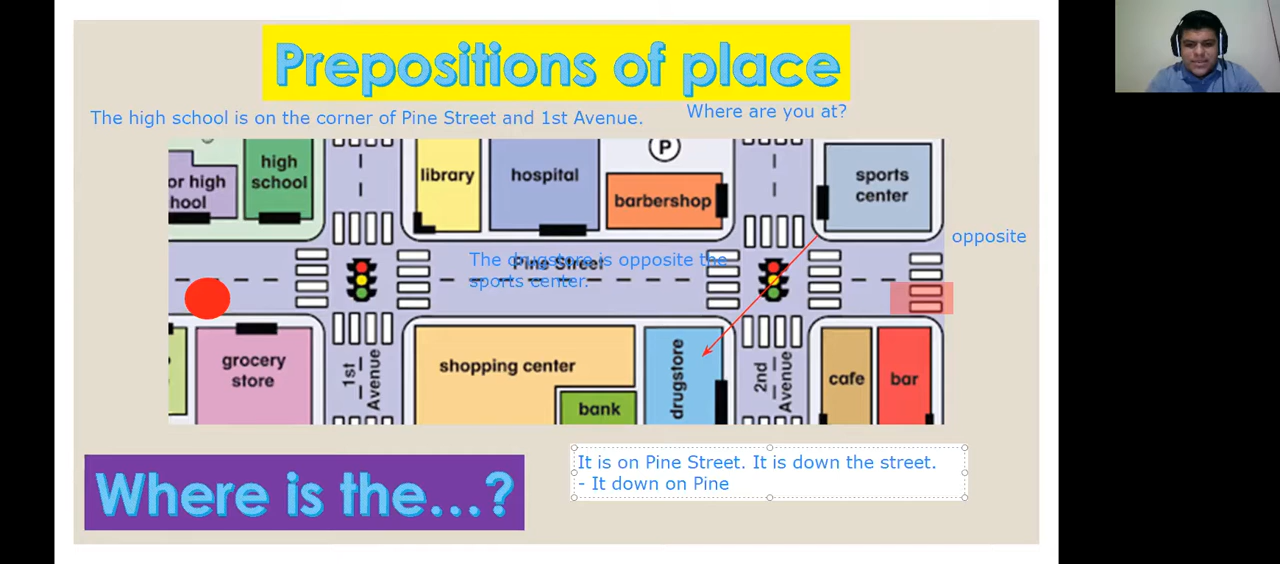 Prepositions of place
The high school is on the corner of Pine Street and 1st Avenue.
Where are you at?
or high
hool
high
school
library
hospital
P
barbershop
sports
center
opposite
Pine Street
The drugstore is opposite the
sports center.
grocery
store
1st
Avenue
shopping center
bank
drugstore
2nd
Avenue
cafe
bar
Where is the...?
It is on Pine Street. It is down the street.
- It down on Pine